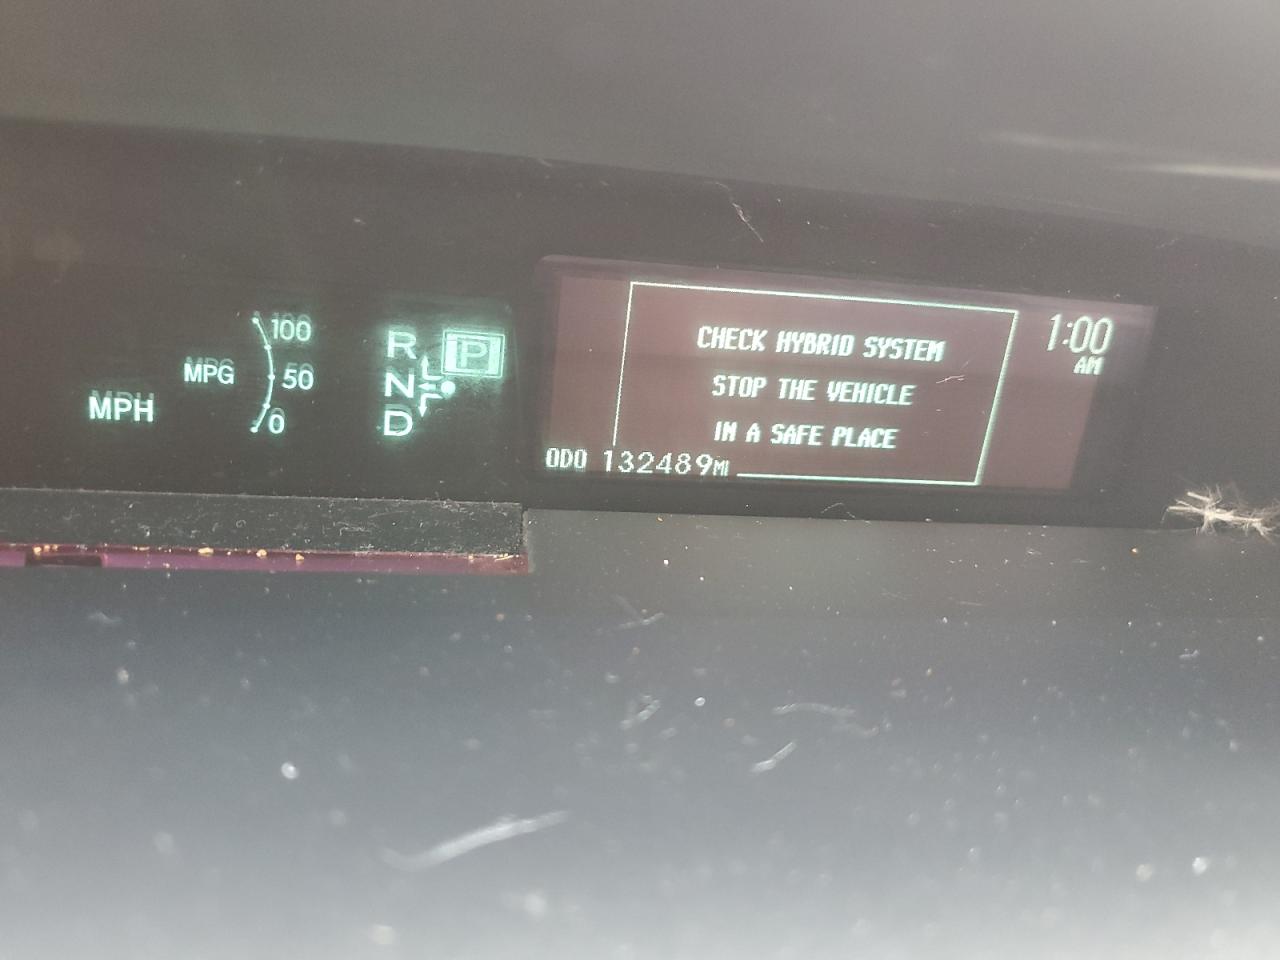 MPH
MPG
100
50
0
R
N
D
P
CHECK HYBRID SYSTEM
STOP THE VEHICLE
IN A SAFE PLACE
ODO 132489MI
1:00
AM